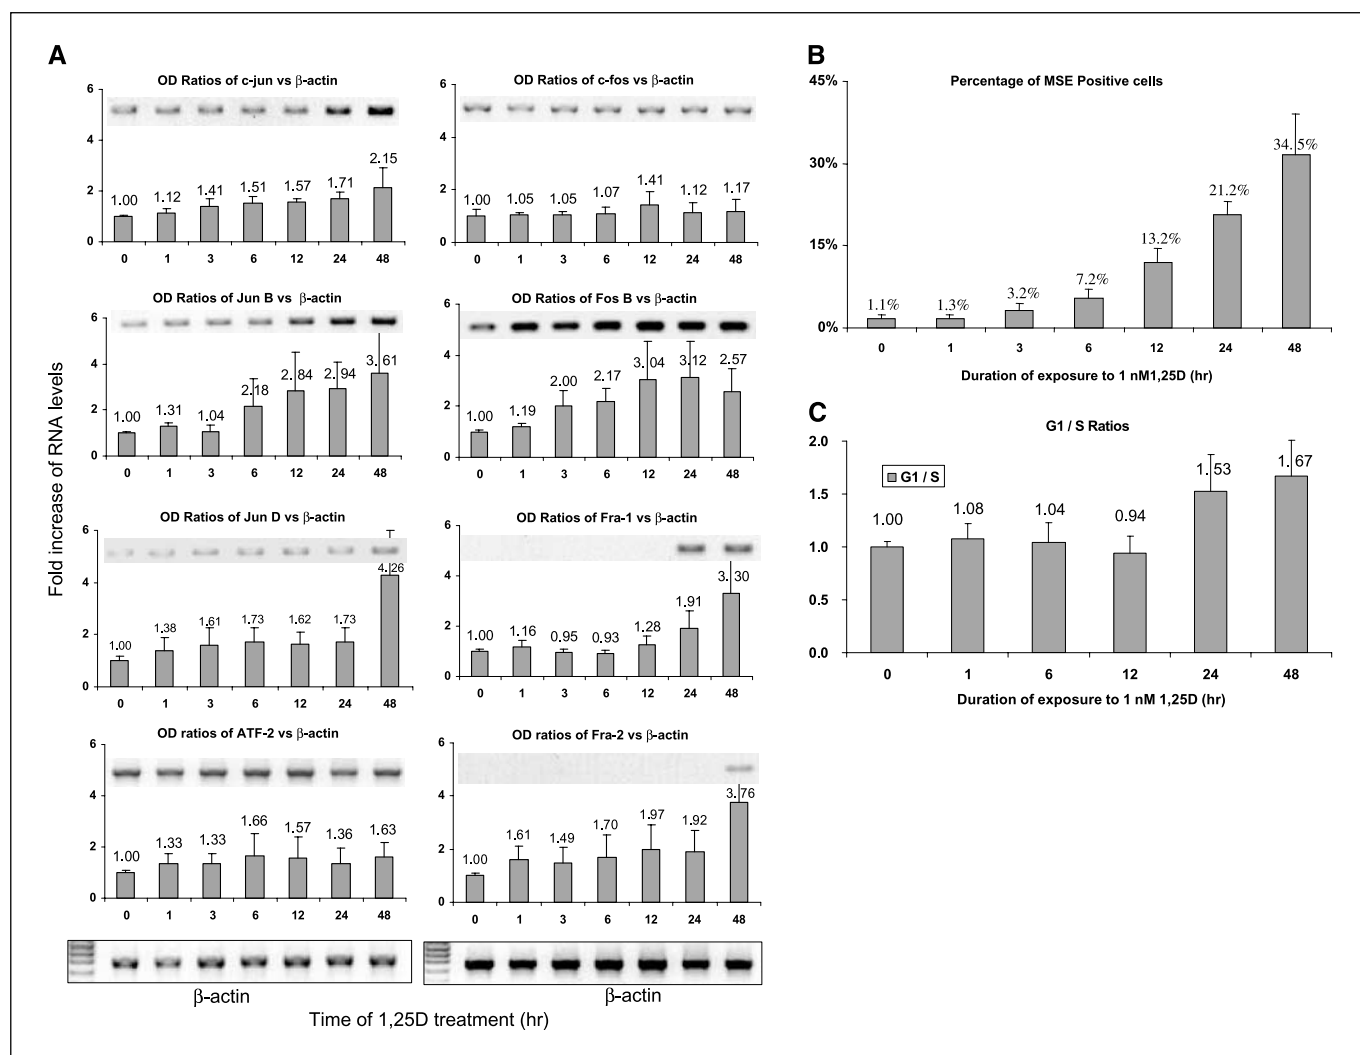 A
OD Ratios of c-jun vs β-actin
6
4
2
0
1.00 1.12 1.41 1.51 1.57 1.71 2.15
0 1 3 6 12 24 48
OD Ratios of c-fos vs β-actin
6
4
2
0
1.00 1.05 1.05 1.07 1.41 1.12 1.17
0 1 3 6 12 24 48
OD Ratios of Jun B vs β-actin
6
4
2
0
1.00 1.31 1.04 2.18 2.84 2.94 3.61
0 1 3 6 12 24 48
OD Ratios of Fos B vs β-actin
6
4
2
0
1.00 1.19 2.00 2.17 3.04 3.12 2.57
0 1 3 6 12 24 48
OD Ratios of Jun D vs β-actin
6
4
2
0
1.00 1.38 1.61 1.73 1.62 1.73 4.26
0 1 3 6 12 24 48
OD Ratios of Fra-1 vs β-actin
6
4
2
0
1.00 1.16 0.95 0.93 1.28 1.91 3.30
0 1 3 6 12 24 48
OD ratios of ATF-2 vs β-actin
6
4
2
0
1.00 1.33 1.33 1.66 1.57 1.36 1.63
0 1 3 6 12 24 48
OD ratios of Fra-2 vs β-actin
6
4
2
0
1.00 1.61 1.49 1.70 1.97 1.92 3.76
0 1 3 6 12 24 48
Fold increase of RNA levels
β-actin
β-actin
Time of 1,25D treatment (hr)
B
Percentage of MSE Positive cells
45%
30%
15%
0%
1.1% 1.3% 3.2% 7.2% 13.2% 21.2% 34.5%
0 1 3 6 12 24 48
Duration of exposure to 1 nM1,25D (hr)
C
G1 / S Ratios
2.0
1.5
1.0
0.5
0.0
G1 / S
1.00 1.08 1.04 0.94 1.53 1.67
0 1 6 12 24 48
Duration of exposure to 1 nM 1,25D (hr)